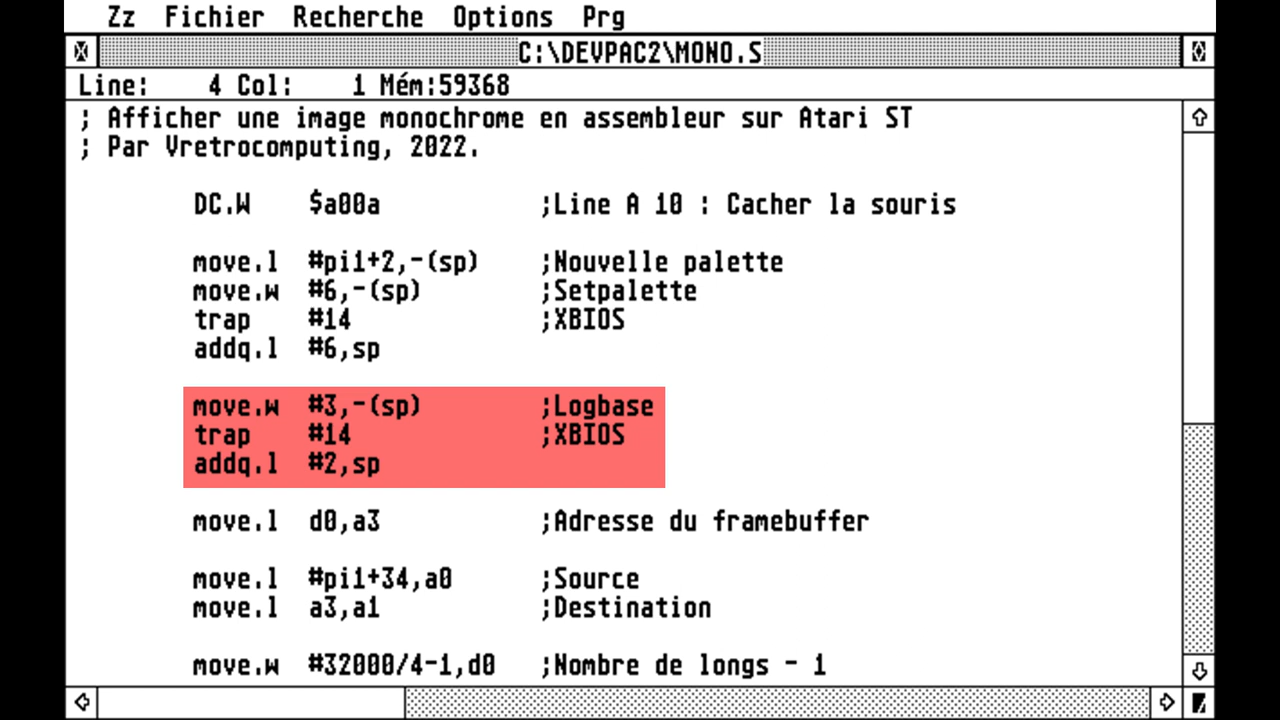 Zz Fichier Recherche Options Prg
C:\DEVPAC2\MONO.S
Line: 4 Col: 1 Mém:59368
; Afficher une image monochrome en assembleur sur Atari ST
; Par Vretrocomputing, 2022.
DC.W $a00a ;Line A 10 : Cacher la souris
move.l #pi1+2,-(sp) ;Nouvelle palette
move.w #6,-(sp) ;Setpalette
trap #14 ;XBIOS
addq.l #6,sp
move.w #3,-(sp) ;Logbase
trap #14 ;XBIOS
addq.l #2,sp
move.l d0,a3 ;Adresse du framebuffer
move.l #pi1+34,a0 ;Source
move.l a3,a1 ;Destination
move.w #32000/4-1,d0 ;Nombre de longs - 1